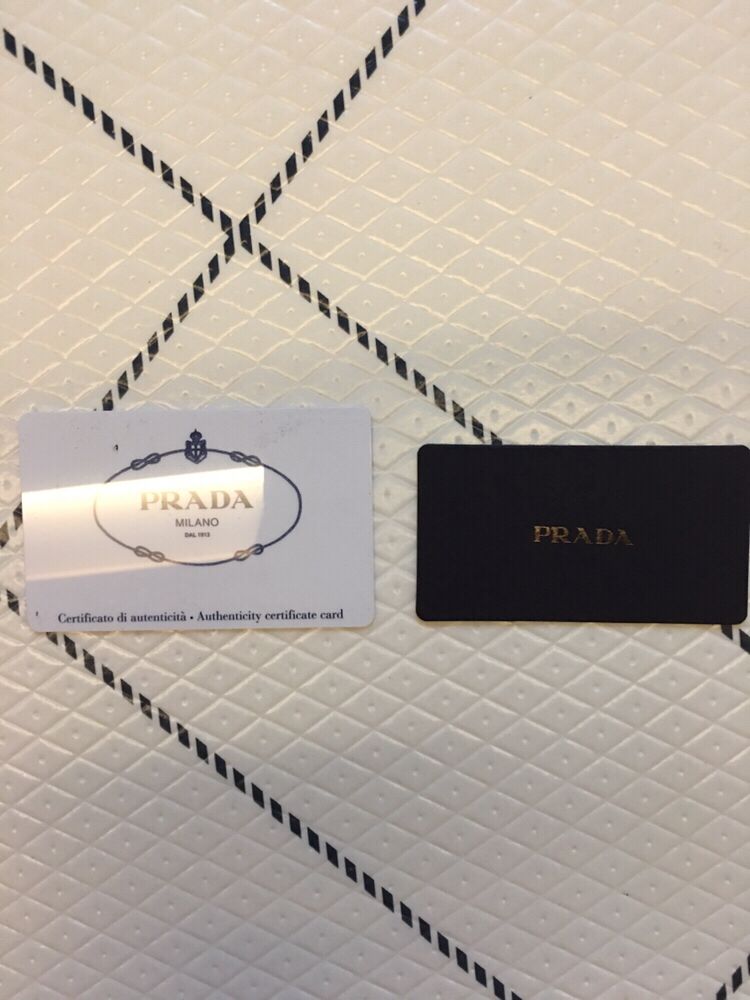 PRADA
MILANO
DAL 1913
Certificato di autenticità • Authenticity certificate card
PRADA